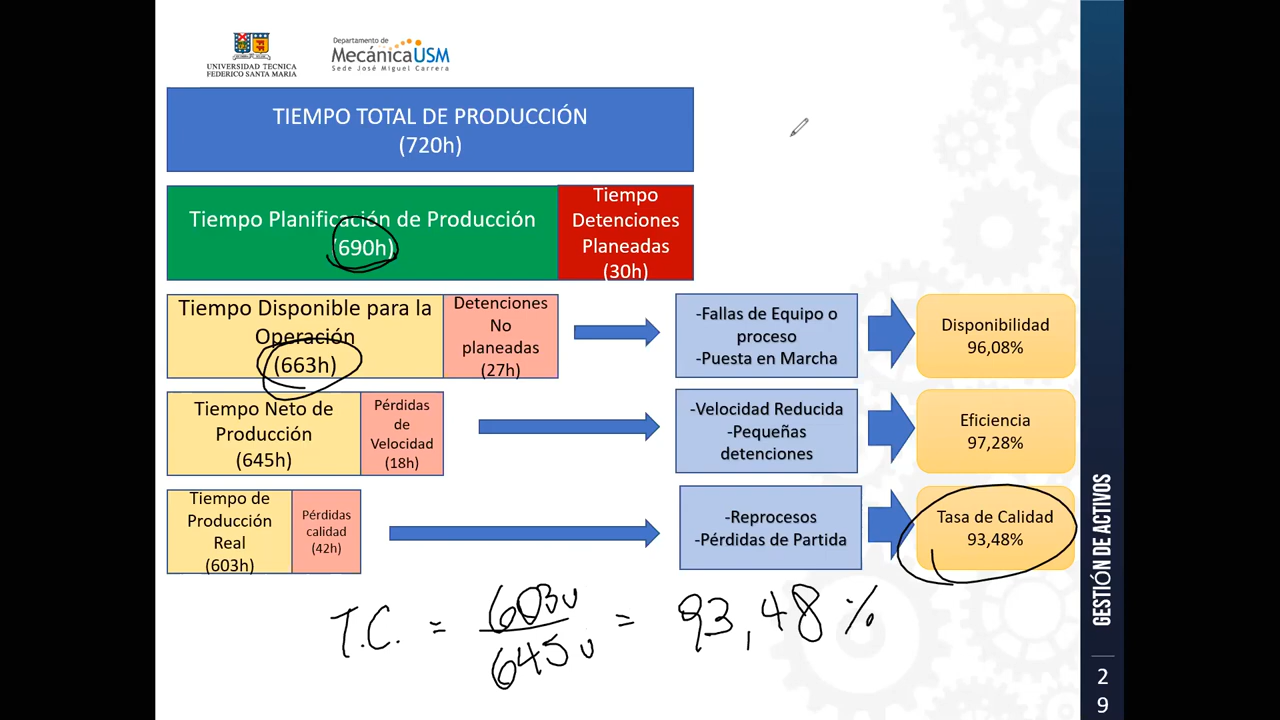 UNIVERSIDAD TECNICA
FEDERICO SANTA MARIA
Departamento de
MecánicaUSM
Sede José Miguel Carrera
TIEMPO TOTAL DE PRODUCCIÓN
(720h)
Tiempo Planificación de Producción
(690h)
Tiempo
Detenciones
Planeadas
(30h)
Tiempo Disponible para la
Operación
(663h)
Detenciones
No
planeadas
(27h)
-Fallas de Equipo o
proceso
-Puesta en Marcha
Disponibilidad
96,08%
Tiempo Neto de
Producción
(645h)
Pérdidas
de
Velocidad
(18h)
-Velocidad Reducida
-Pequeñas
detenciones
Eficiencia
97,28%
Tiempo de
Producción
Real
(603h)
Pérdidas
calidad
(42h)
-Reprocesos
-Pérdidas de Partida
Tasa de Calidad
93,48%
T.C. = 603u / 645u = 93,48 %
GESTIÓN DE ACTIVOS
2
9